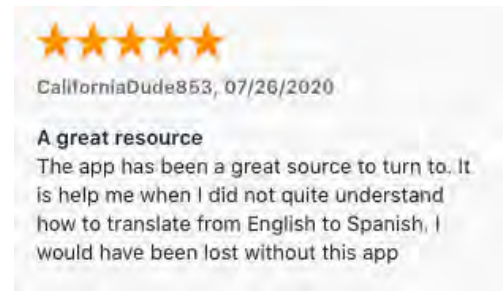 CaliforniaDude853, 07/26/2020
A great resource
The app has been a great source to turn to. It
is help me when I did not quite understand
how to translate from English to Spanish. I
would have been lost without this app